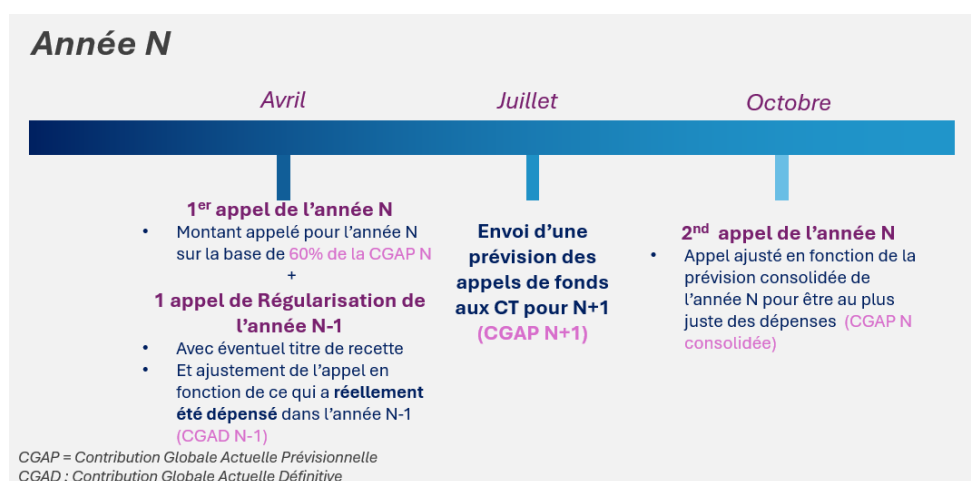 Année N
Avril
Juillet
Octobre
1er appel de l'année N
• Montant appelé pour l'année N
sur la base de 60% de la CGAP N
+
1 appel de Régularisation de
l'année N-1
• Avec éventuel titre de recette
• Et ajustement de l'appel en
fonction de ce qui a réellement
été dépensé dans l'année N-1
(CGAD N-1)
Envoi d'une
prévision des
appels de fonds
aux CT pour N+1
(CGAP N+1)
2nd appel de l'année N
• Appel ajusté en fonction de la
prévision consolidée de
l'année N pour être au plus
juste des dépenses (CGAP N
consolidée)
CGAP = Contribution Globale Actuelle Prévisionnelle
CGAD : Contribution Globale Actuelle Définitive